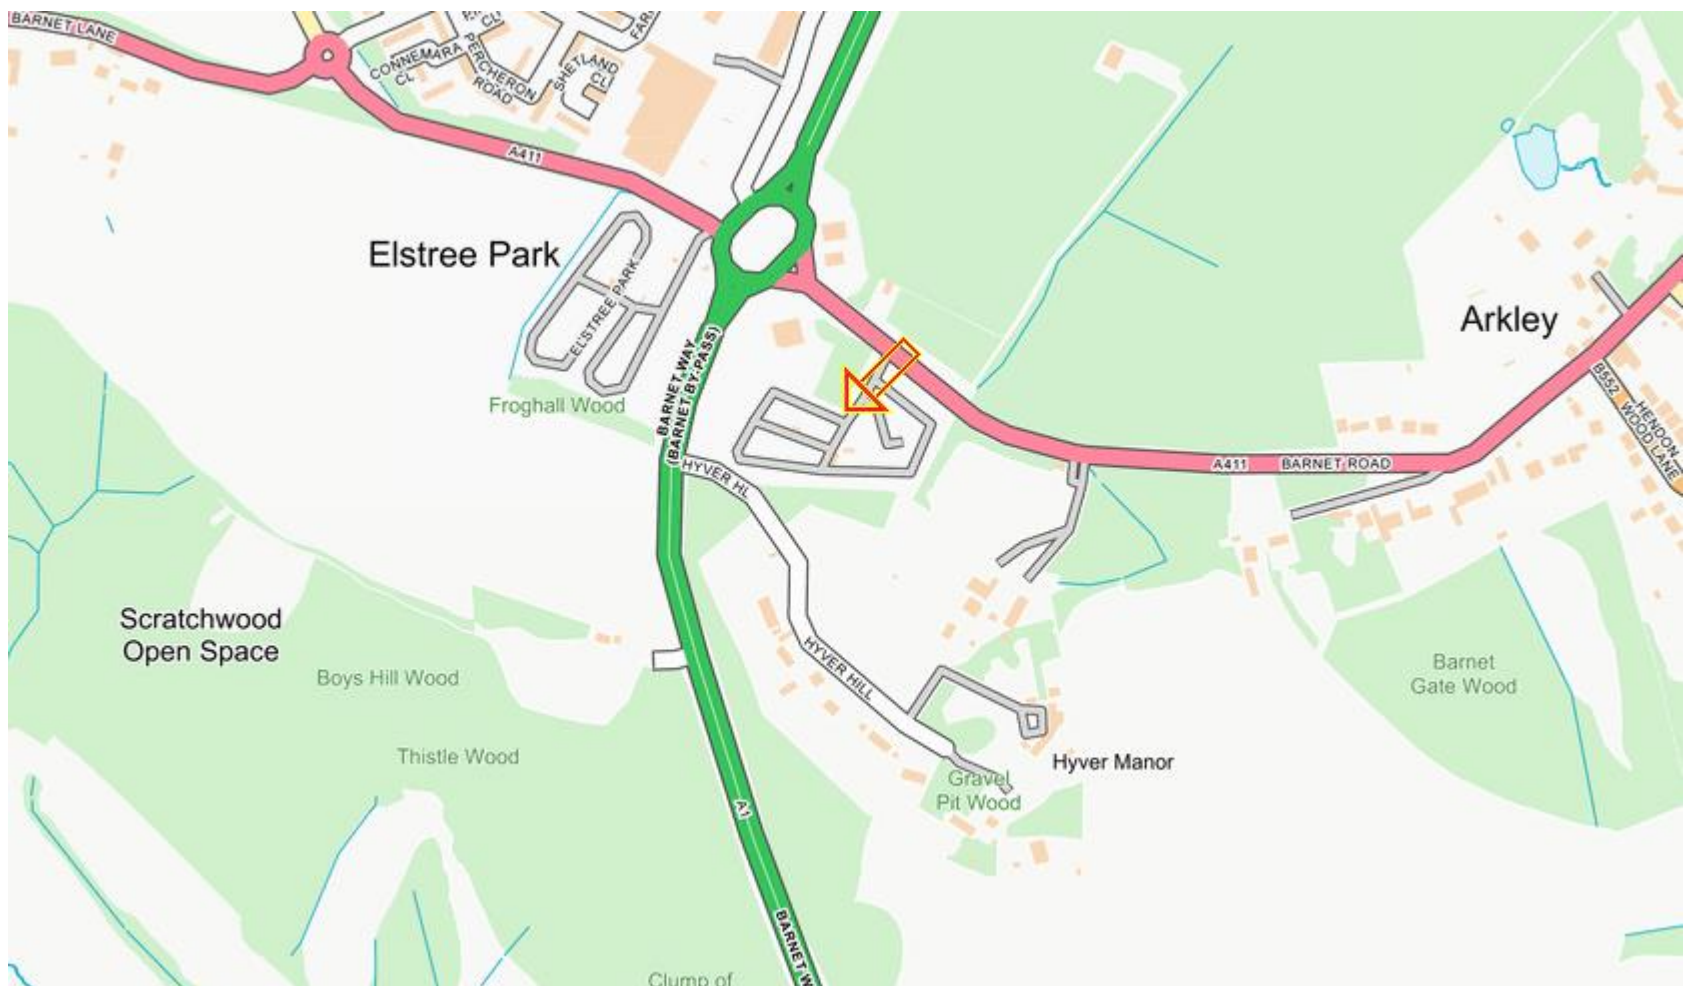 BARNET LANE
CONNEMARA
CL
PERCHERON
ROAD
SHETLAND
CL
A411
Elstree Park
ELSTREE PARK
Froghall Wood
BARNET WAY
(BARNET BY-PASS)
HYVER HL
Arkley
B552
HENDON
WOOD LANE
A411
BARNET ROAD
Scratchwood
Open Space
Boys Hill Wood
Thistle Wood
HYVER HILL
Barnet
Gate Wood
Hyver Manor
Gravel
Pit Wood
A1
BARNET W
Clump of